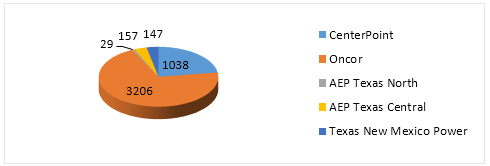 29
157
147
1038
3206
CenterPoint
Oncor
AEP Texas North
AEP Texas Central
Texas New Mexico Power